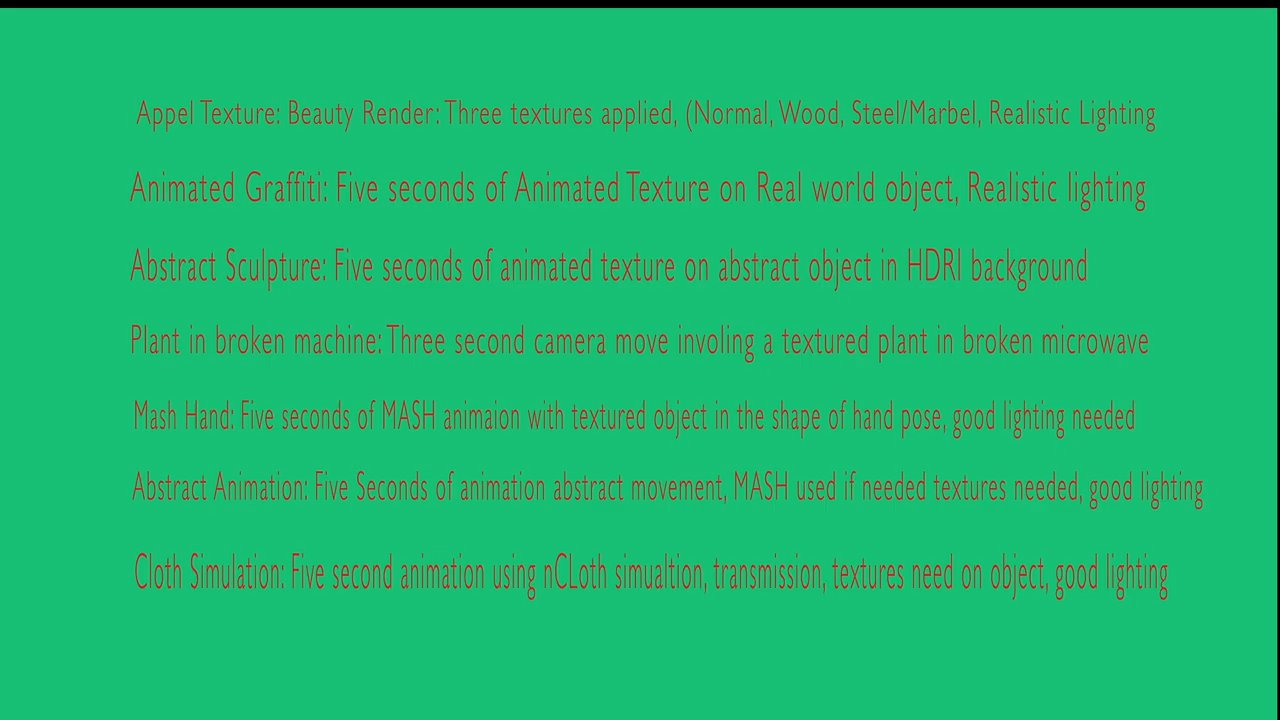 Appel Texture: Beauty Render: Three textures applied, (Normal, Wood, Steel/Marbel, Realistic Lighting
Animated Graffiti: Five seconds of Animated Texture on Real world object, Realistic lighting
Abstract Sculpture: Five seconds of animated texture on abstract object in HDRI background
Plant in broken machine: Three second camera move involing a textured plant in broken microwave
Mash Hand: Five seconds of MASH animaion with textured object in the shape of hand pose, good lighting needed
Abstract Animation: Five Seconds of animation abstract movement, MASH used if needed textures needed, good lighting
Cloth Simulation: Five second animation using nCLoth simualtion, transmission, textures need on object, good lighting